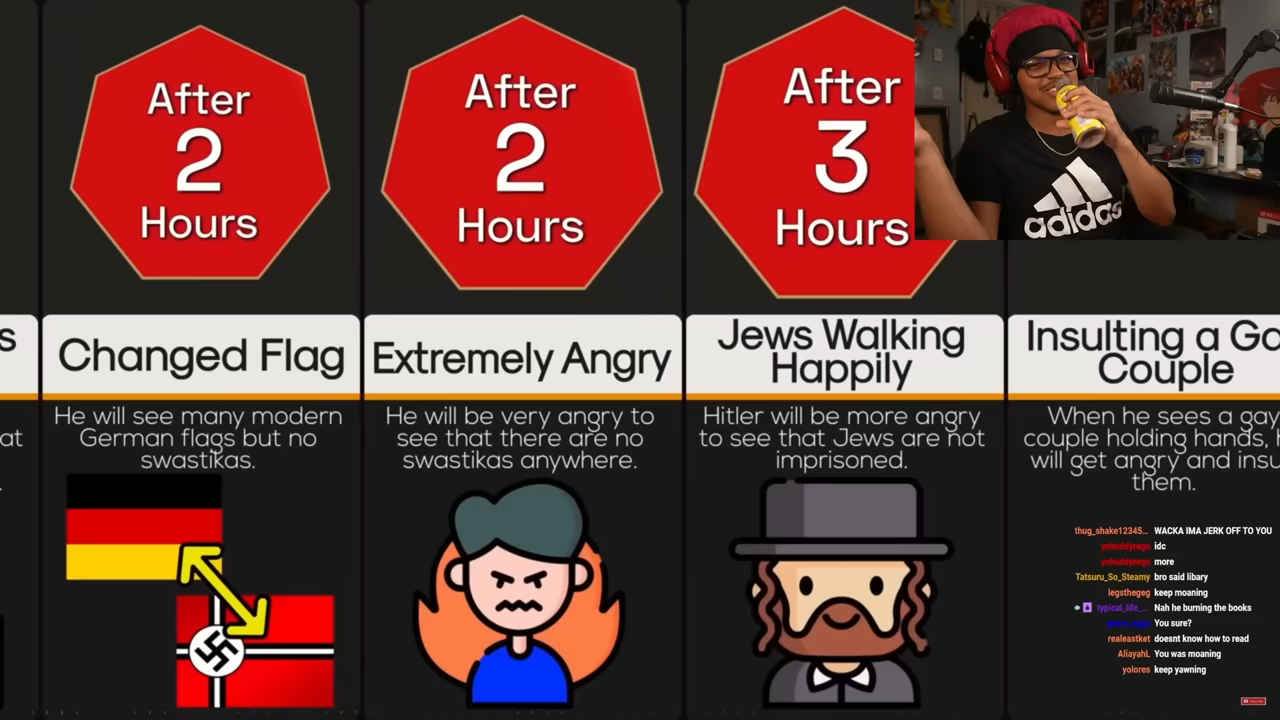 After
2
Hours
Changed Flag
He will see many modern
German flags but no
swastikas.
After
2
Hours
Extremely Angry
He will be very angry to
see that there are no
swastikas anywhere.
After
3
Hours
Jews Walking
Happily
Hitler will be more angry
to see that Jews are not
imprisoned.
Insulting a Ga
Couple
When he sees a gay
couple holding hands, h
will get angry and insu
them.
s
at
adidas
thug_shake12345... WACKA IMA JERK OFF TO YOU
yobuddyrego idc
yobuddyrego more
Tatsuru_So_Steamy bro said libary
legsthegeg keep moaning
typical_life_... Nah he burning the books
You sure?
realeastket doesnt know how to read
AliayahL You was moaning
yolores keep yawning